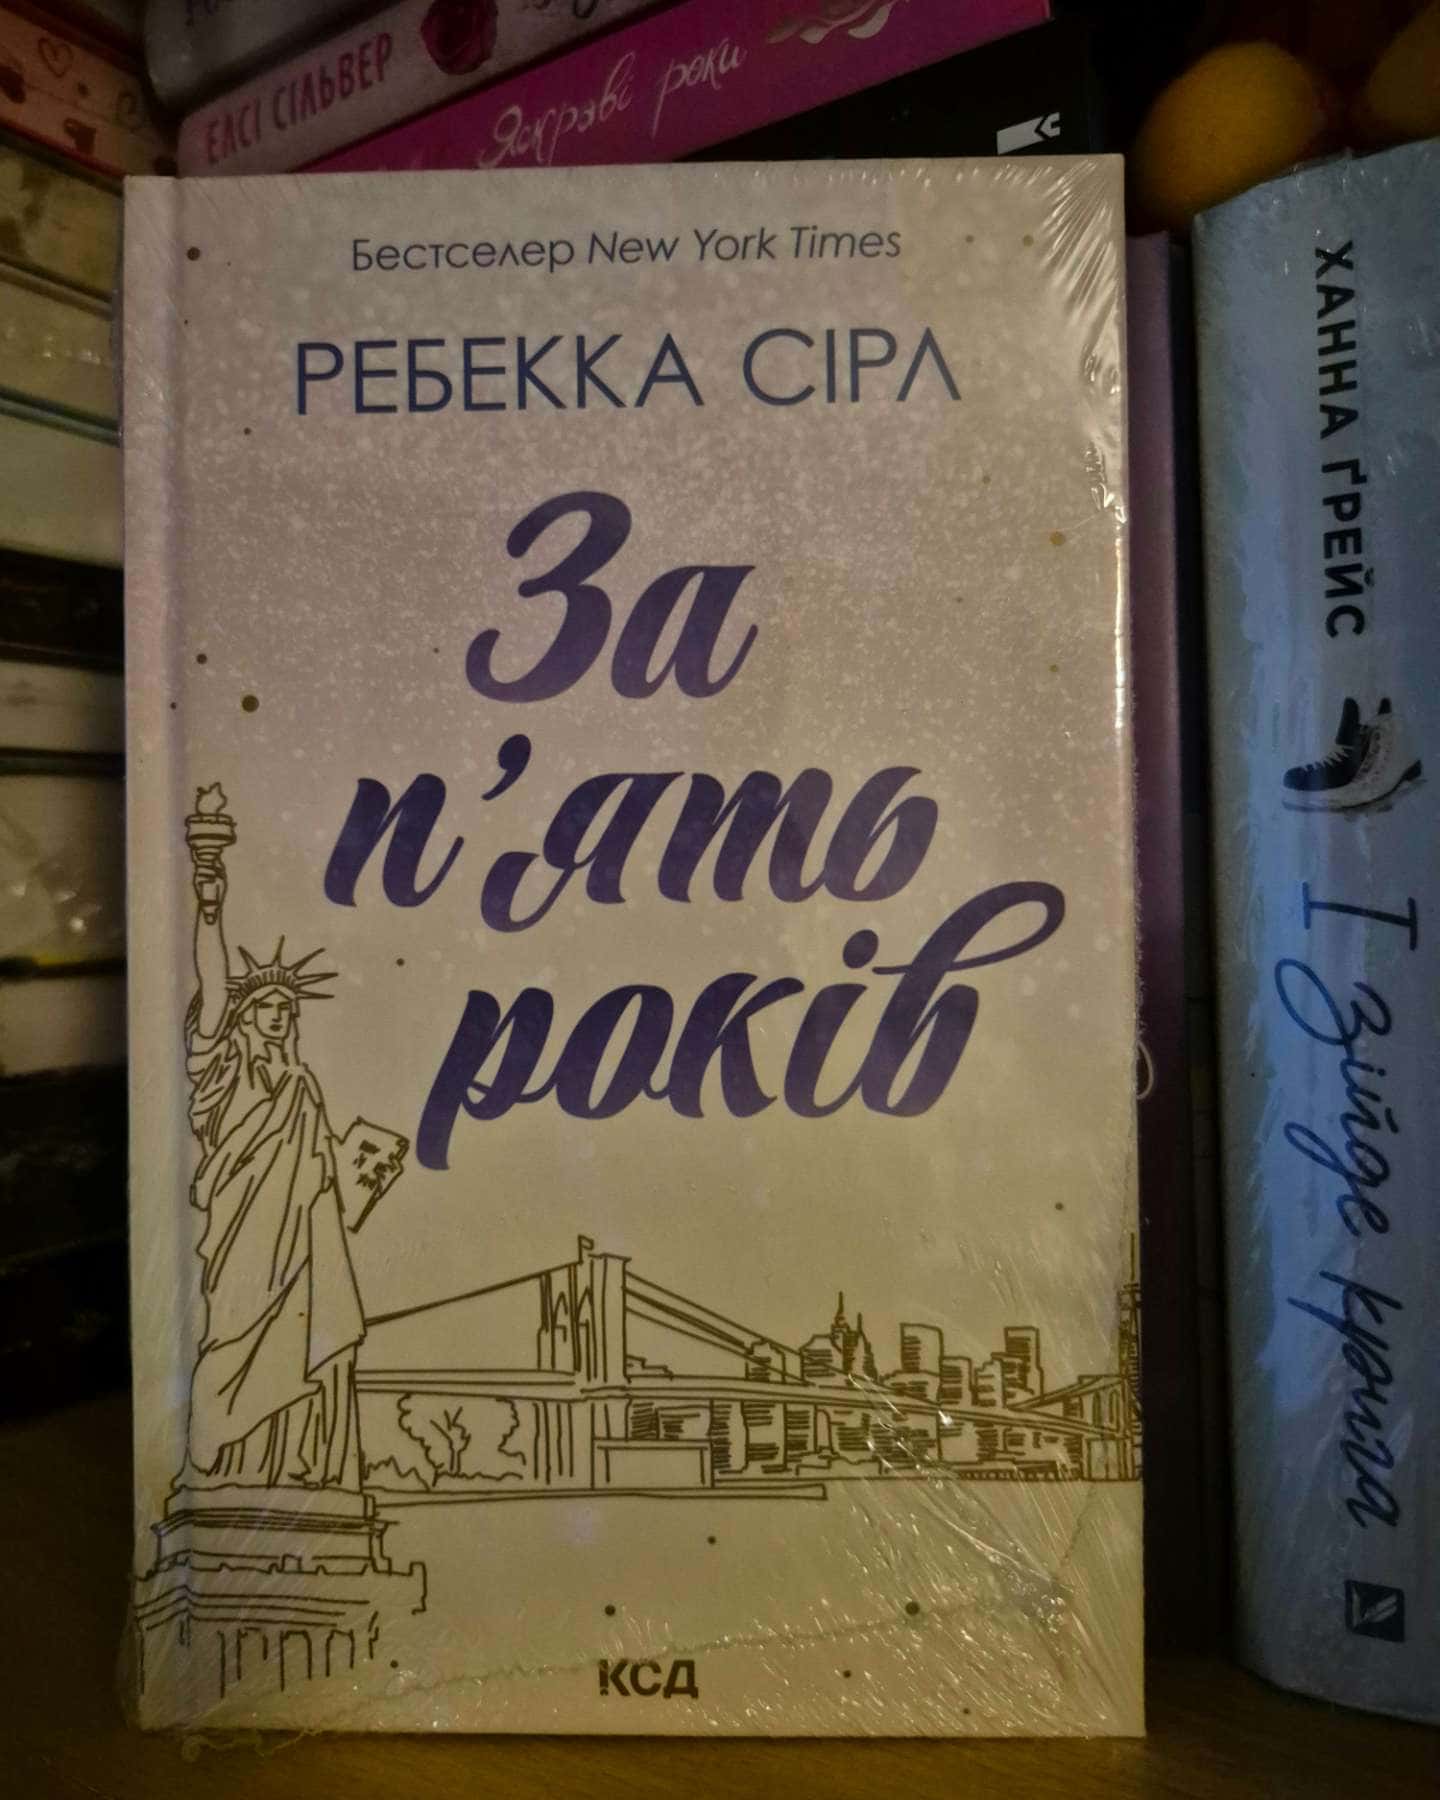 ЕЛСІ СІЛЬВЕР
Яскраві роки
Бестселер New York Times
РЕБЕККА СІРЛ
За
п’ять
років
КСД
ХАННА ҐРЕЙС
І зійде крига